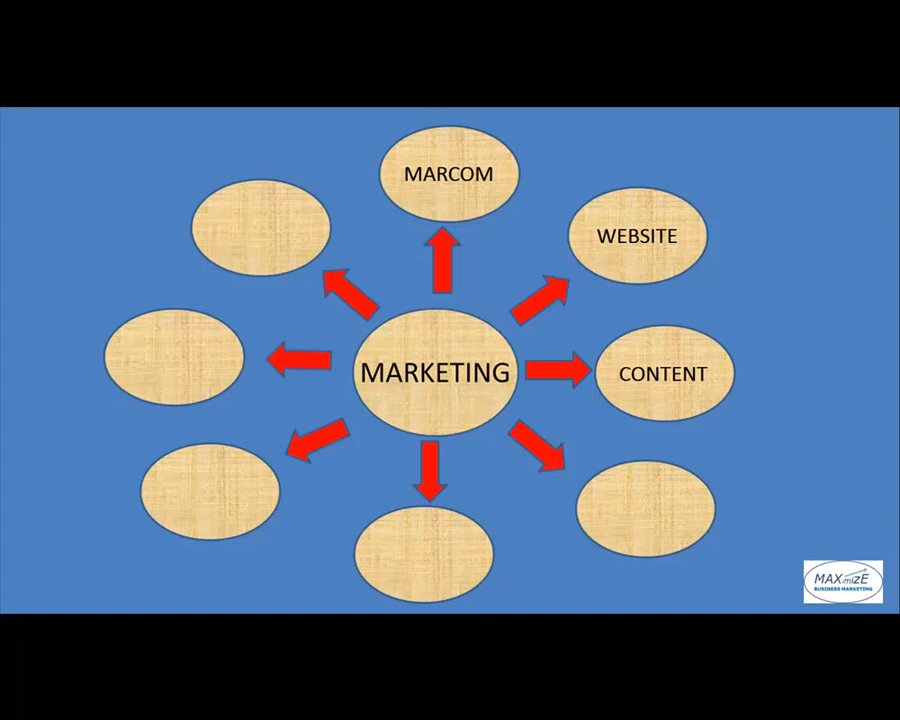 MARCOM
WEBSITE
MARKETING
CONTENT
MAXimizE
BUSINESS MARKETING